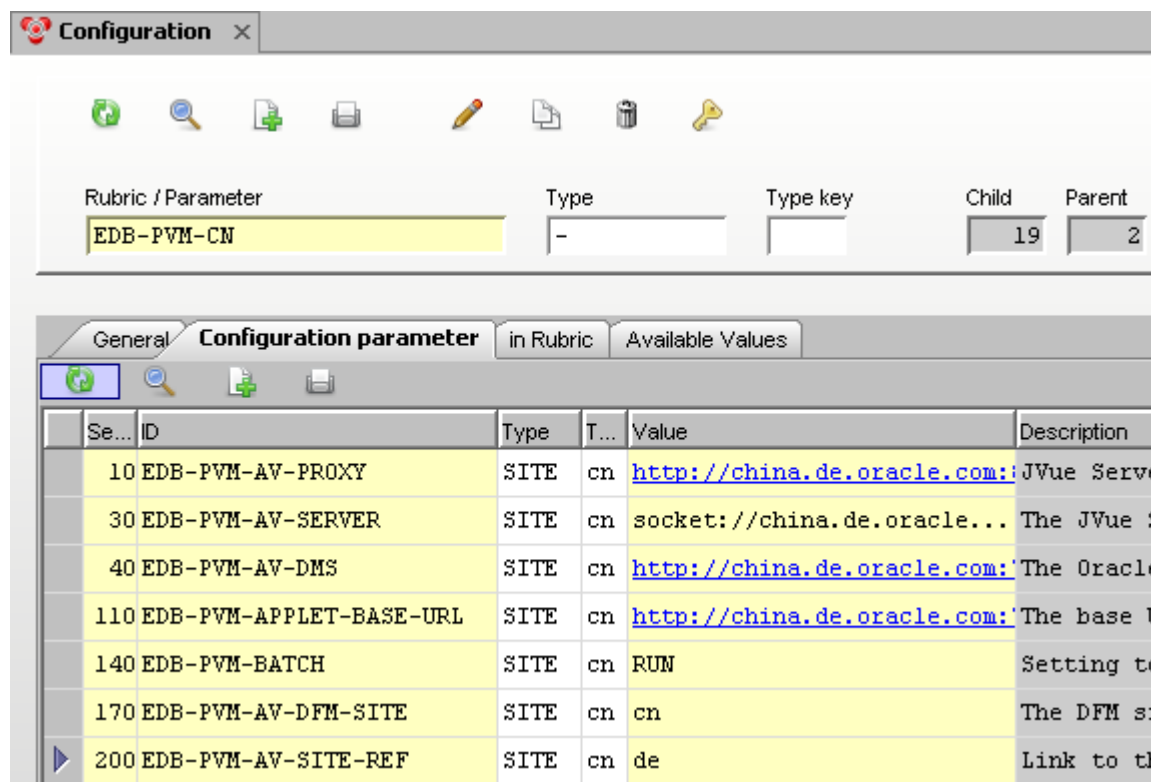 Configuration
Rubric / Parameter Type Type key Child Parent
EDB-PVM-CN - 19 2
General Configuration parameter in Rubric Available Values
Se... ID Type T... Value Description
10 EDB-PVM-AV-PROXY SITE cn http://china.de.oracle.com: JVue Serve
30 EDB-PVM-AV-SERVER SITE cn socket://china.de.oracle... The JVue
40 EDB-PVM-AV-DMS SITE cn http://china.de.oracle.com: The Oracle
110 EDB-PVM-APPLET-BASE-URL SITE cn http://china.de.oracle.com: The base
140 EDB-PVM-BATCH SITE cn RUN Setting to
170 EDB-PVM-AV-DFM-SITE SITE cn cn The DFM
200 EDB-PVM-AV-SITE-REF SITE cn de Link to